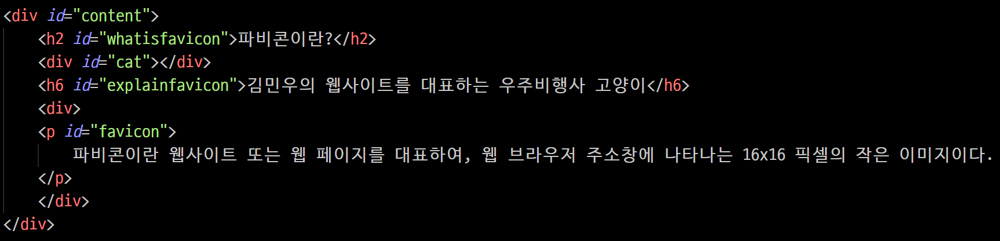 <div id="content">
<h2 id="whatisfavicon">파비콘이란?</h2>
<div id="cat"></div>
<h6 id="explainfavicon">김민우의 웹사이트를 대표하는 우주비행사 고양이</h6>
<div>
<p id="favicon">
파비콘이란 웹사이트 또는 웹 페이지를 대표하여, 웹 브라우저 주소창에 나타나는 16x16 픽셀의 작은 이미지이다.
</p>
</div>
</div>